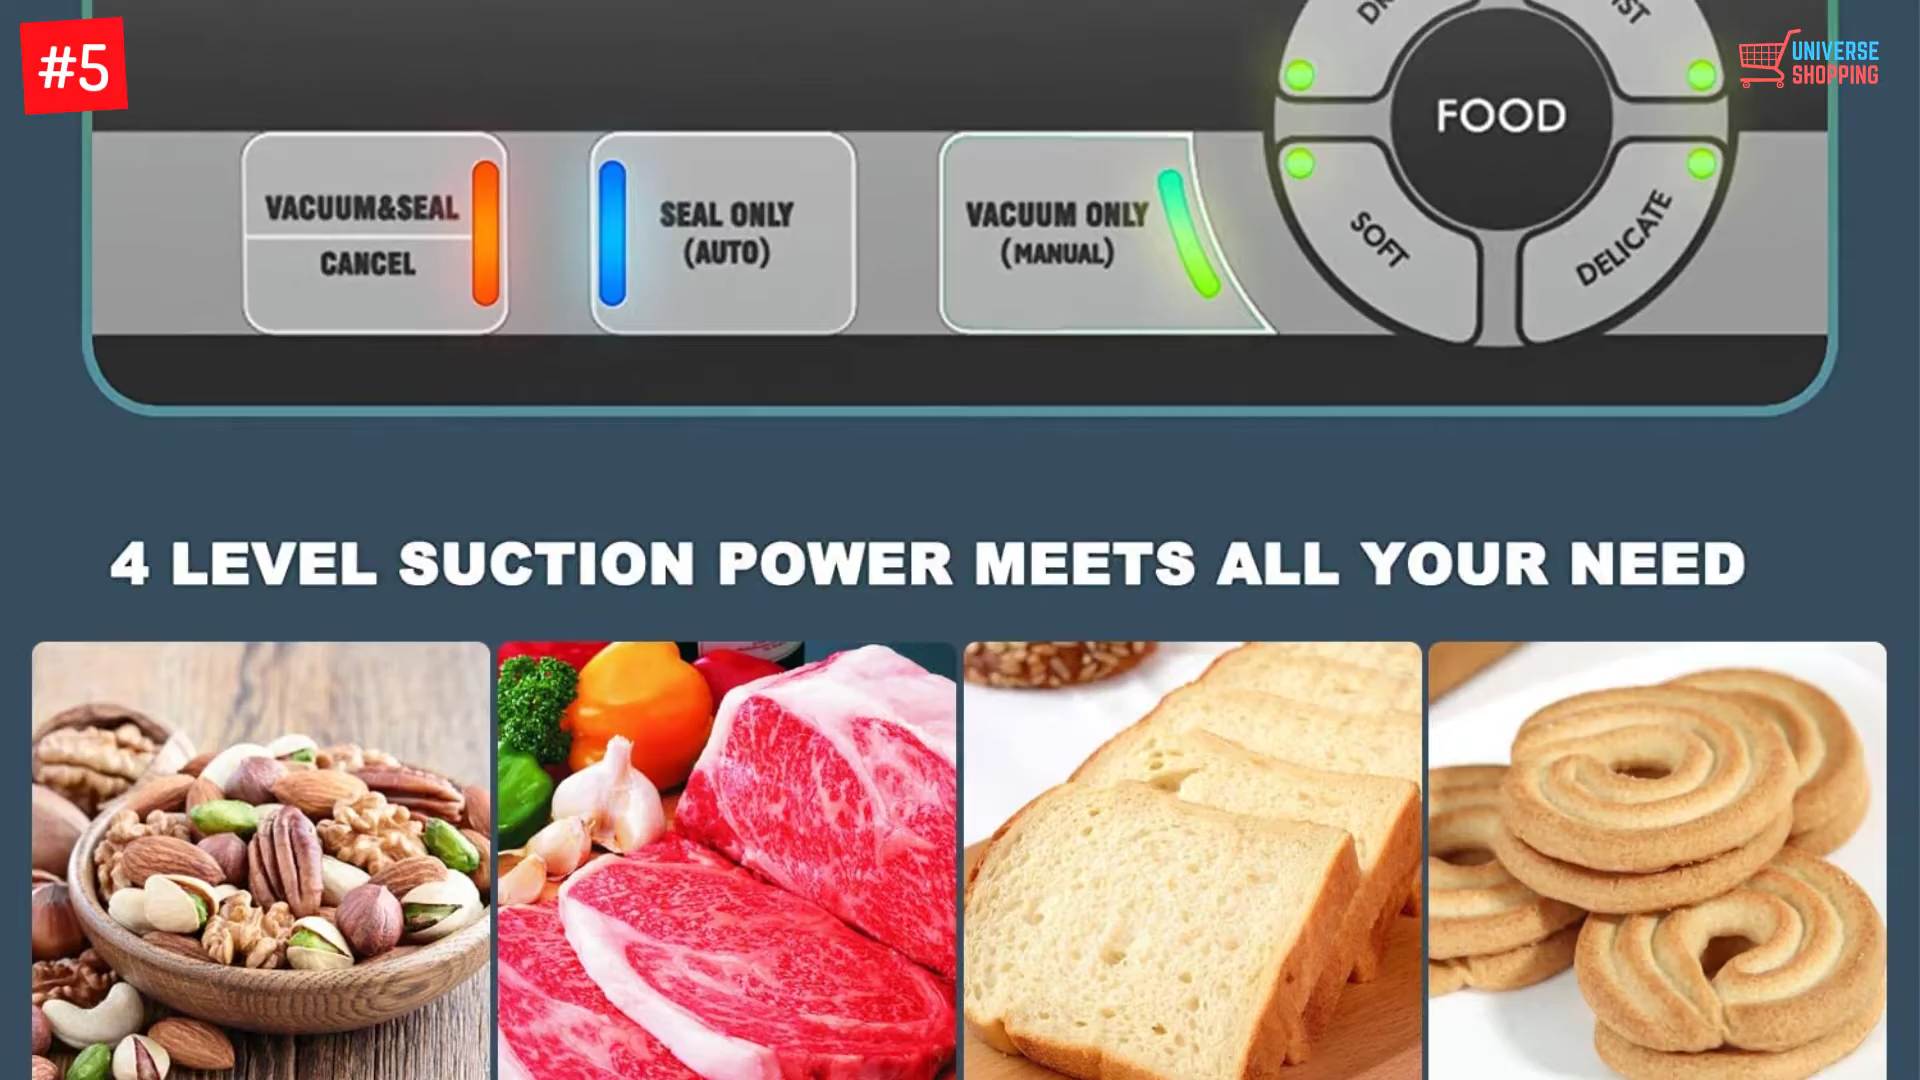 #5
UNIVERSE
SHOPPING
FOOD
VACUUM&SEAL
CANCEL
SEAL ONLY
(AUTO)
VACUUM ONLY
(MANUAL)
SOFT
DELICATE
4 LEVEL SUCTION POWER MEETS ALL YOUR NEED